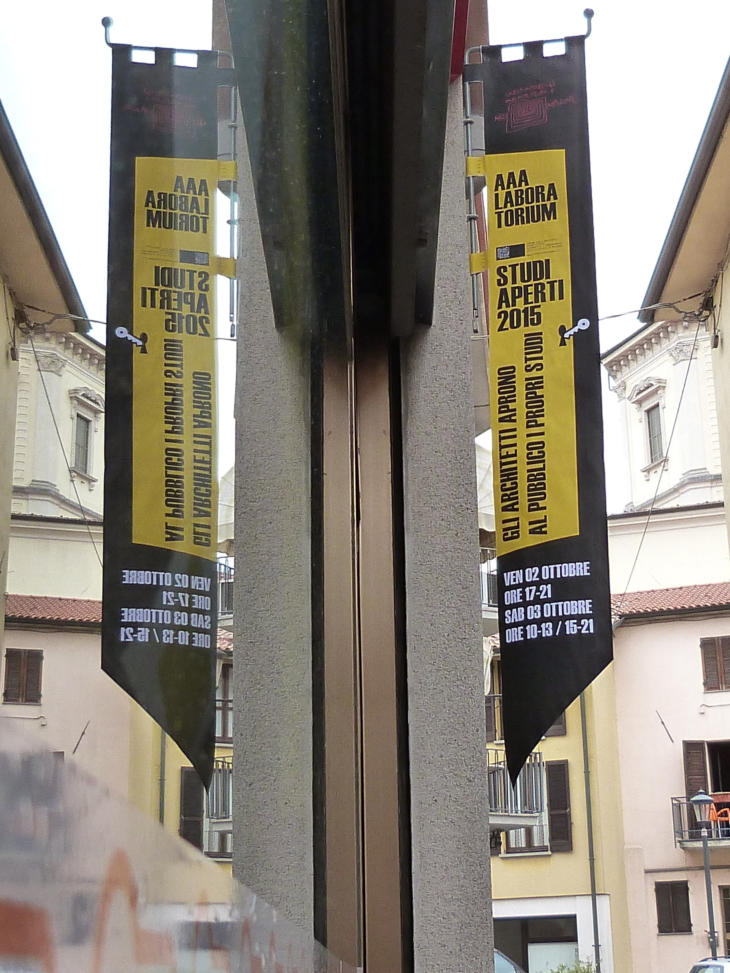 AAA
LABORA
TORIUM
STUDI
APERTI
2015
GLI ARCHITETTI APRONO
AL PUBBLICO I PROPRI STUDI
VEN 02 OTTOBRE
ORE 17-21
SAB 03 OTTOBRE
ORE 10-13 / 15-21